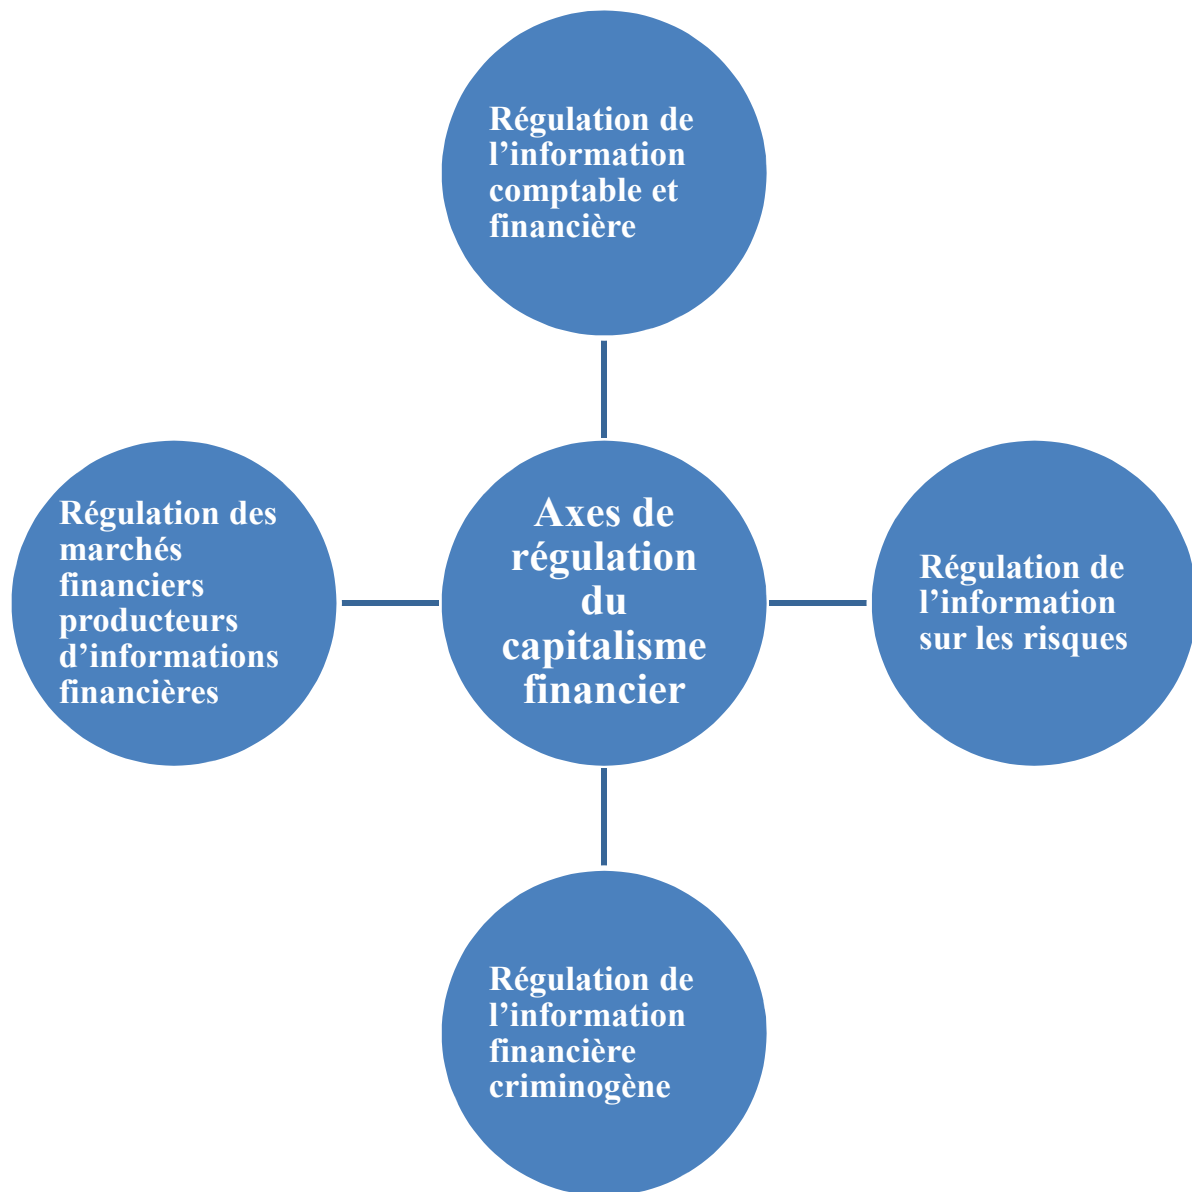 Régulation de
l’information
comptable et
financière
Régulation des
marchés
financiers
producteurs
d’informations
financières
Axes de
régulation
du
capitalisme
financier
Régulation de
l’information
sur les risques
Régulation de
l’information
financière
criminogène